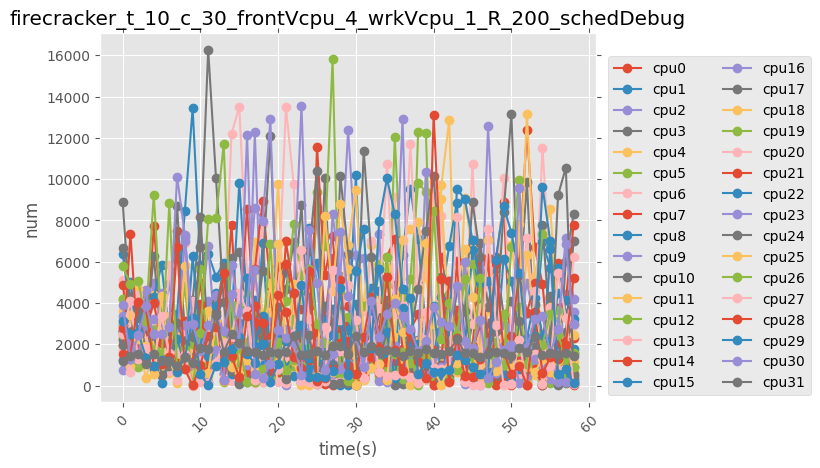 firecracker_t_10_c_30_frontVcpu_4_wrkVcpu_1_R_200_schedDebug
num
16000
14000
12000
10000
8000
6000
4000
2000
0
0
10
20
30
40
50
60
time(s)
cpu0
cpu1
cpu2
cpu3
cpu4
cpu5
cpu6
cpu7
cpu8
cpu9
cpu10
cpu11
cpu12
cpu13
cpu14
cpu15
cpu16
cpu17
cpu18
cpu19
cpu20
cpu21
cpu22
cpu23
cpu24
cpu25
cpu26
cpu27
cpu28
cpu29
cpu30
cpu31